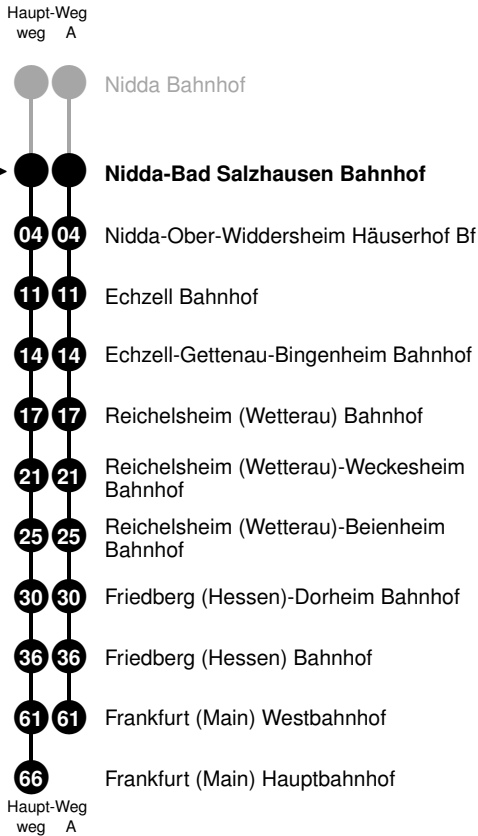 Haupt-Weg
weg A
Nidda Bahnhof
Nidda-Bad Salzhausen Bahnhof
04 04 Nidda-Ober-Widdersheim Häuserhof Bf
11 11 Echzell Bahnhof
14 14 Echzell-Gettenau-Bingenheim Bahnhof
17 17 Reichelsheim (Wetterau) Bahnhof
21 21 Reichelsheim (Wetterau)-Weckesheim
Bahnhof
25 25 Reichelsheim (Wetterau)-Beienheim
Bahnhof
30 30 Friedberg (Hessen)-Dorheim Bahnhof
36 36 Friedberg (Hessen) Bahnhof
61 61 Frankfurt (Main) Westbahnhof
66 Frankfurt (Main) Hauptbahnhof
Haupt-Weg
weg A